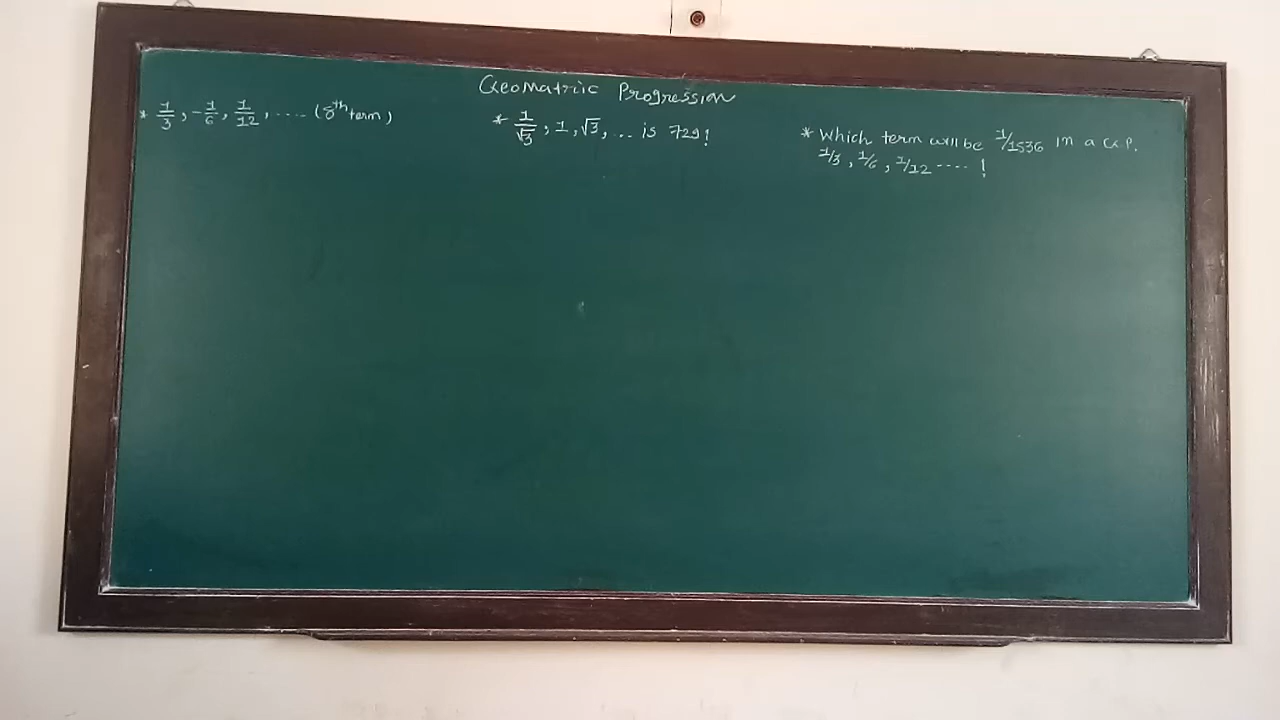 Geomatric Progression
* 1/3, -1/6, 1/12, .... (8th term)
* 1/√3, 1, √3, ... is 729!
* Which term will be 1/1536 in a G.P.
1/3, 1/6, 1/12 .... !